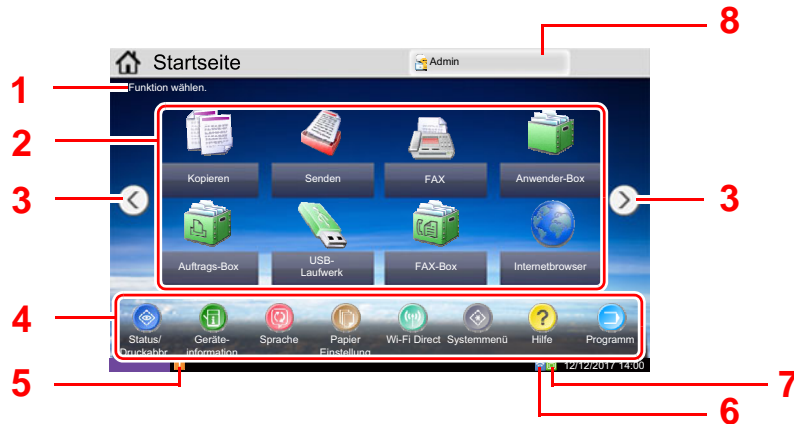 8
Startseite
Admin
1
Funktion wählen.
2
Kopieren
Senden
FAX
Anwender-Box
3
3
Auftrags-Box
USB-
Laufwerk
FAX-Box
Internetbrowser
4
Status/
Druckabbr.
Geräte-
information
Sprache
Papier
Einstellung
Wi-Fi Direct
Systemmenü
Hilfe
Programm
5
12/12/2017 14:00
7
6